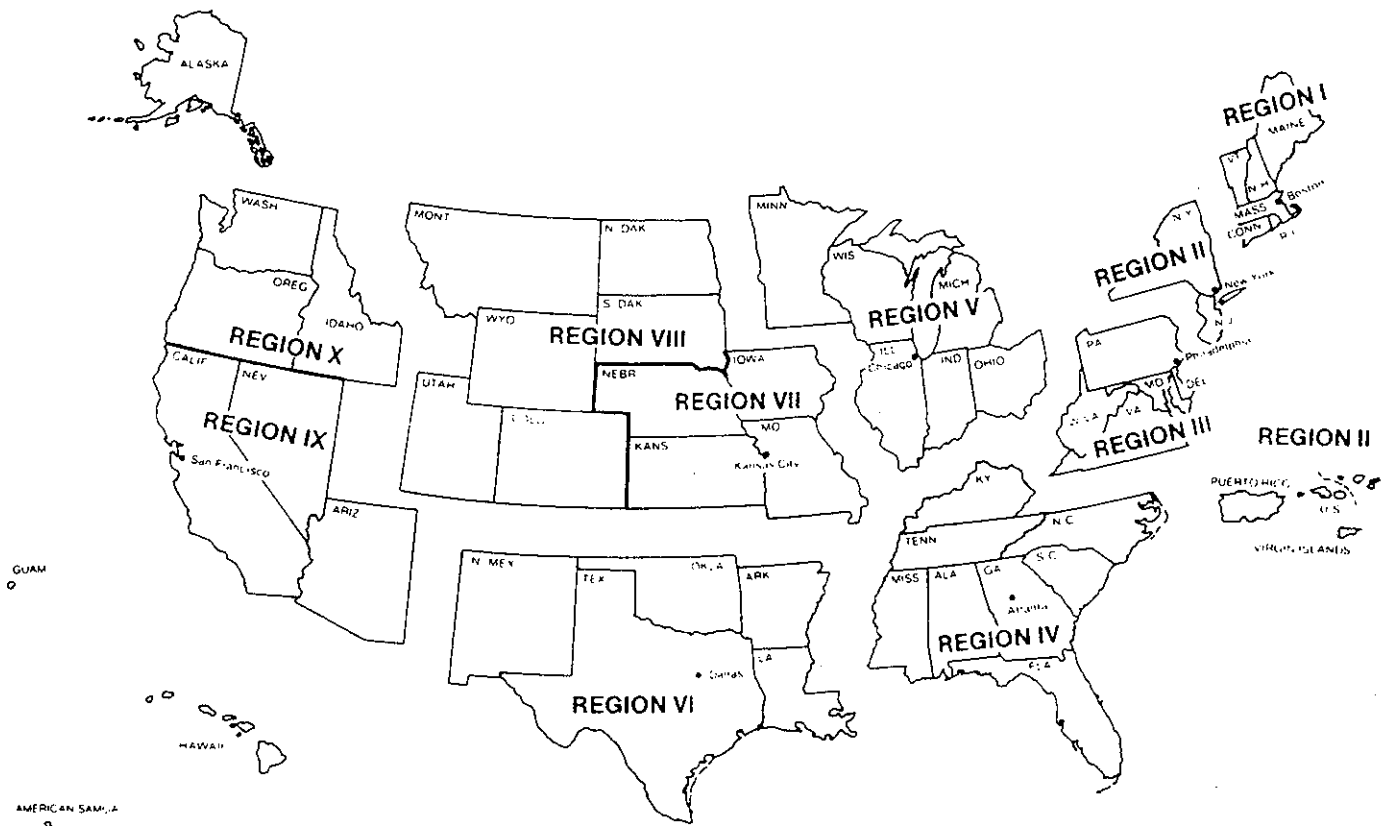 ALASKA
REGION I
MAINE
VT
N.H
Boston
MASS
CONN
R.I.
WASH
MONT
N. DAK
MINN
WIS
MICH
N.Y
REGION II
New York
N.J
OREG
IDAHO
REGION X
WYO
S. DAK
REGION VIII
REGION V
ILL
Chicago
IND
OHIO
PA
Philadelphia
MD
DEL
VA
REGION III
CALIF
NEV
REGION IX
San Francisco
UTAH
NEBR
IOWA
REGION VII
KANS
MO
Kansas City
KY
REGION II
PUERTO RICO
U.S.
VIRGIN ISLANDS
ARIZ
TENN
N.C
S.C
GUAM
N. MEX
TEX
OKLA
ARK
MISS
ALA
GA
Atlanta
REGION IV
FLA
LA
Dallas
REGION VI
HAWAII
AMERICAN SAMOA